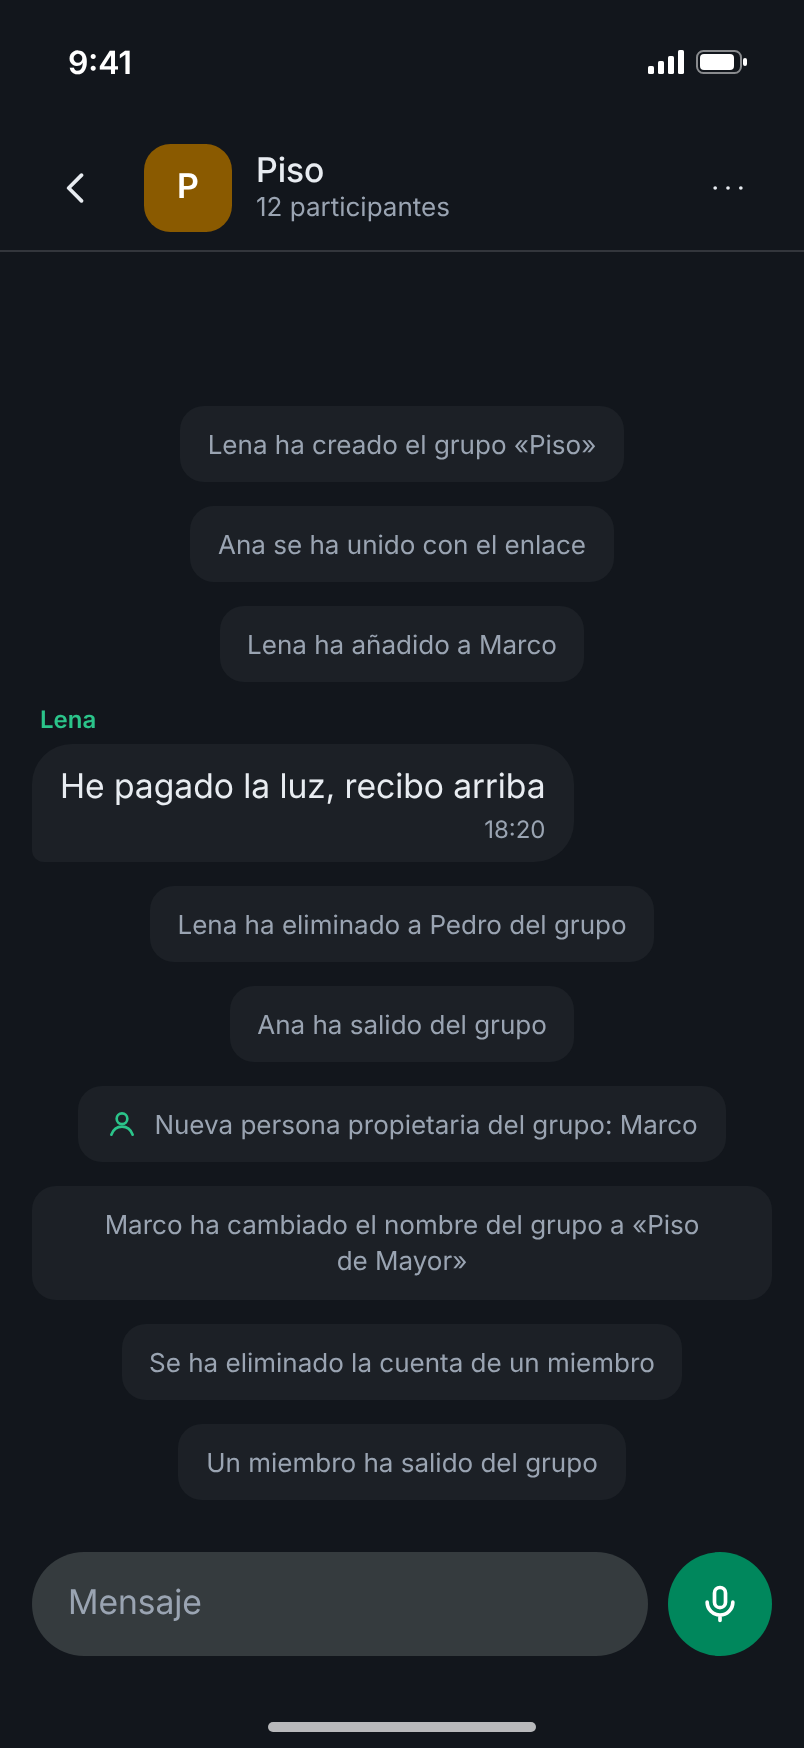 9:41
P
Piso
12 participantes
Lena ha creado el grupo «Piso»
Ana se ha unido con el enlace
Lena ha añadido a Marco
Lena
He pagado la luz, recibo arriba
18:20
Lena ha eliminado a Pedro del grupo
Ana ha salido del grupo
Nueva persona propietaria del grupo: Marco
Marco ha cambiado el nombre del grupo a «Piso
de Mayor»
Se ha eliminado la cuenta de un miembro
Un miembro ha salido del grupo
Mensaje